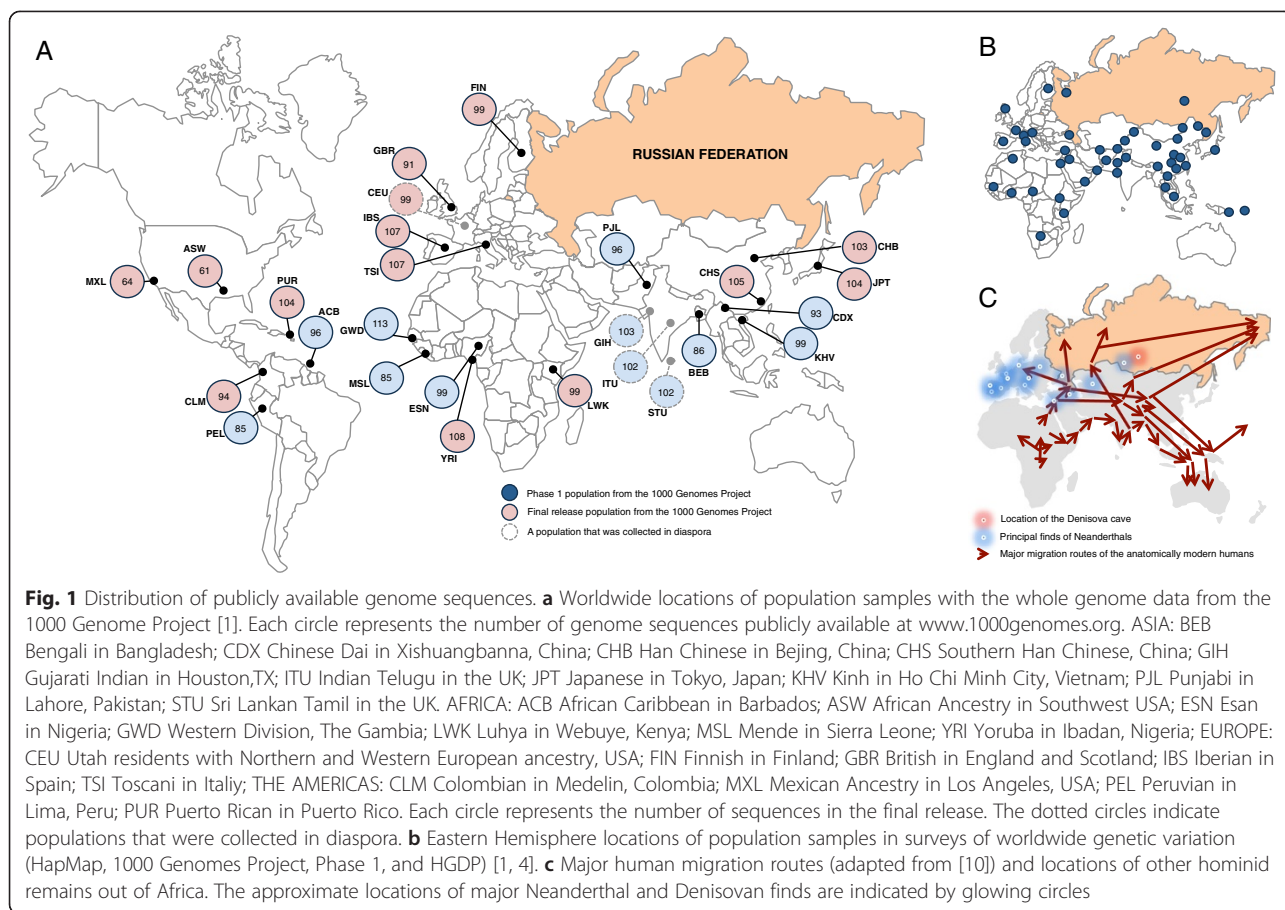 A
FIN
99
GBR
91
CEU
99
IBS
107
TSI
107
RUSSIAN FEDERATION
PJL
96
103
CHB
CHS
105
104
JPT
93
CDX
99
KHV
86
BEB
GIH
103
102
ITU
102
STU
ASW
61
MXL
64
PUR
104
ACB
96
GWD
113
MSL
85
99
ESN
108
YRI
99
LWK
CLM
94
PEL
85
Phase 1 population from the 1000 Genomes Project
Final release population from the 1000 Genomes Project
A population that was collected in diaspora
B
C
Location of the Denisova cave
Principal finds of Neanderthals
Major migration routes of the anatomically modern humans
Fig. 1 Distribution of publicly available genome sequences. a Worldwide locations of population samples with the whole genome data from the
1000 Genome Project [1]. Each circle represents the number of genome sequences publicly available at www.1000genomes.org. ASIA: BEB
Bengali in Bangladesh; CDX Chinese Dai in Xishuangbanna, China; CHB Han Chinese in Bejing, China; CHS Southern Han Chinese, China; GIH
Gujarati Indian in Houston,TX; ITU Indian Telugu in the UK; JPT Japanese in Tokyo, Japan; KHV Kinh in Ho Chi Minh City, Vietnam; PJL Punjabi in
Lahore, Pakistan; STU Sri Lankan Tamil in the UK. AFRICA: ACB African Caribbean in Barbados; ASW African Ancestry in Southwest USA; ESN Esan
in Nigeria; GWD Western Division, The Gambia; LWK Luhya in Webuye, Kenya; MSL Mende in Sierra Leone; YRI Yoruba in Ibadan, Nigeria; EUROPE:
CEU Utah residents with Northern and Western European ancestry, USA; FIN Finnish in Finland; GBR British in England and Scotland; IBS Iberian in
Spain; TSI Toscani in Italiy; THE AMERICAS: CLM Colombian in Medelin, Colombia; MXL Mexican Ancestry in Los Angeles, USA; PEL Peruvian in
Lima, Peru; PUR Puerto Rican in Puerto Rico. Each circle represents the number of sequences in the final release. The dotted circles indicate
populations that were collected in diaspora. b Eastern Hemisphere locations of population samples in surveys of worldwide genetic variation
(HapMap, 1000 Genomes Project, Phase 1, and HGDP) [1, 4]. c Major human migration routes (adapted from [10]) and locations of other hominid
remains out of Africa. The approximate locations of major Neanderthal and Denisovan finds are indicated by glowing circles